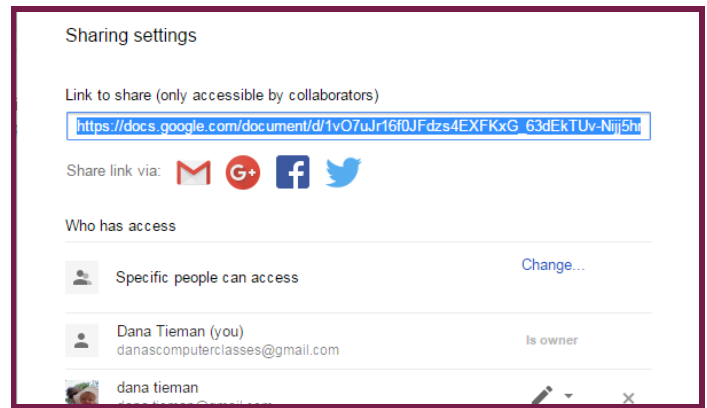 Sharing settings
Link to share (only accessible by collaborators)
https://docs.google.com/document/d/1vO7uJr16f0JFdzs4EXFKxG_63dEkTUv-Nijj5hr
Share link via: G+ f
Who has access
Specific people can access Change...
Dana Tieman (you) Is owner
danascomputerclasses@gmail.com
dana tieman